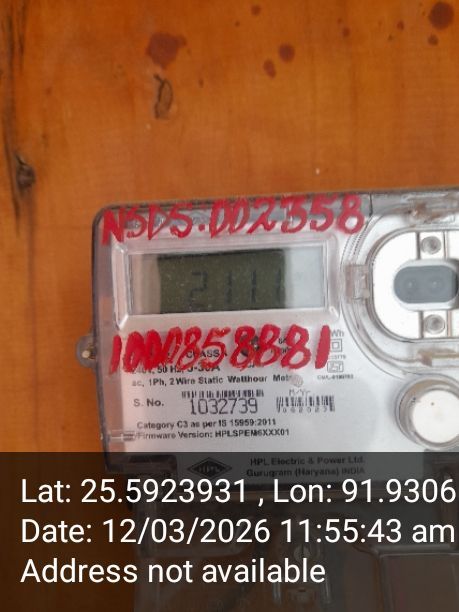 NSDS.002358
1000858881
ac, 1Ph, 2 Wire Static Watthour Meter
S. No. 1032739
Category C3 as per IS 15959:2011
Firmware Version: HPLSPEM6XXX01
HPL
HPL Electric & Power Ltd.
Gurugram (Haryana) INDIA
Lat: 25.5923931 , Lon: 91.9306
Date: 12/03/2026 11:55:43 am
Address not available